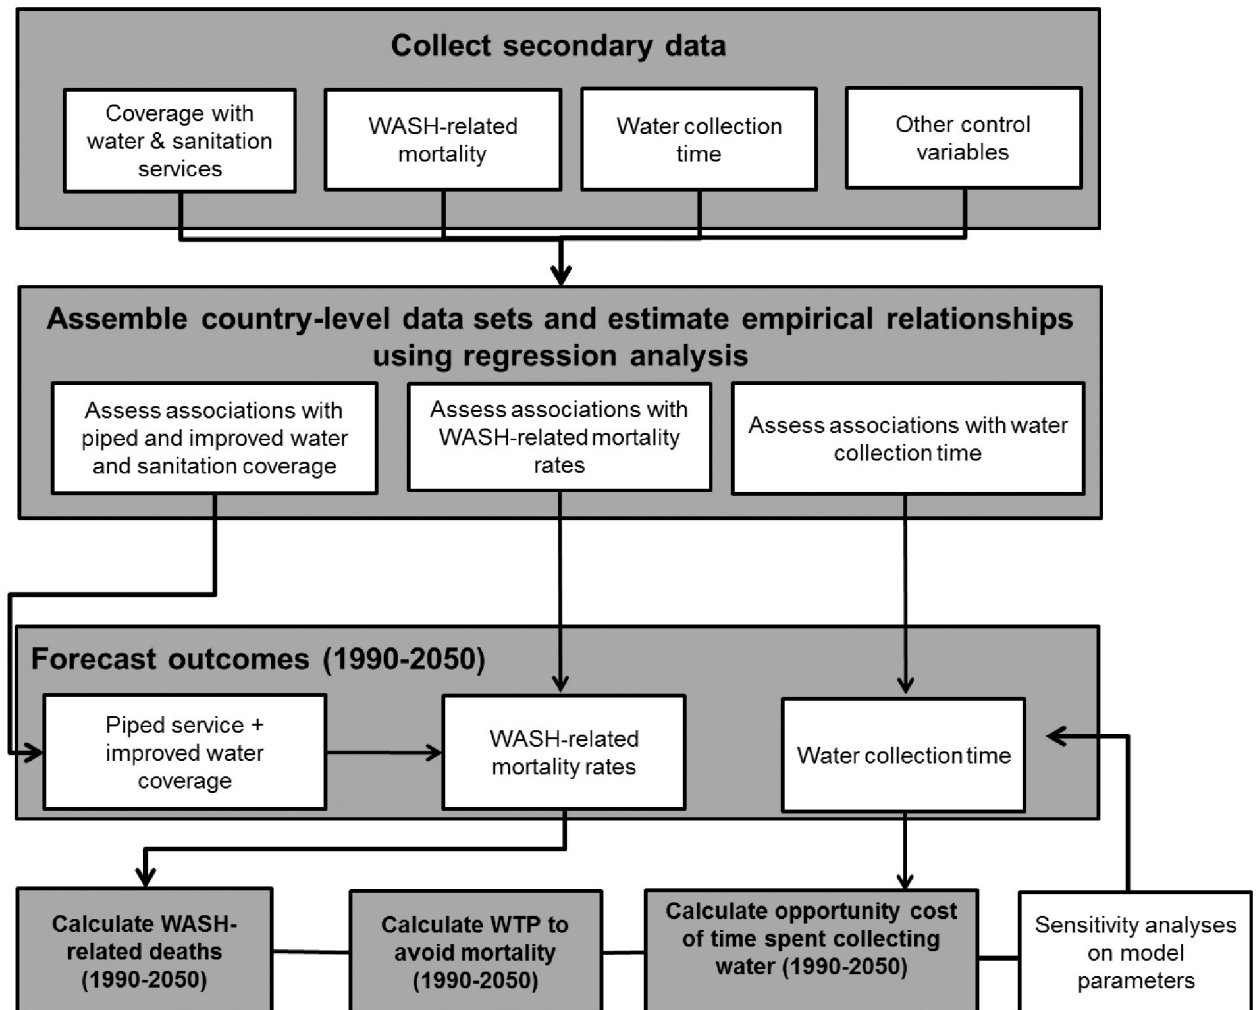 Collect secondary data
Coverage with
water & sanitation
services
WASH-related
mortality
Water collection
time
Other control
variables
Assemble country-level data sets and estimate empirical relationships
using regression analysis
Assess associations with
piped and improved water
and sanitation coverage
Assess associations with
WASH-related mortality
rates
Assess associations with water
collection time
Forecast outcomes (1990-2050)
Piped service +
improved water
coverage
WASH-related
mortality rates
Water collection time
Calculate WASH-
related deaths
(1990-2050)
Calculate WTP to
avoid mortality
(1990-2050)
Calculate opportunity cost
of time spent collecting
water (1990-2050)
Sensitivity analyses
on model
parameters